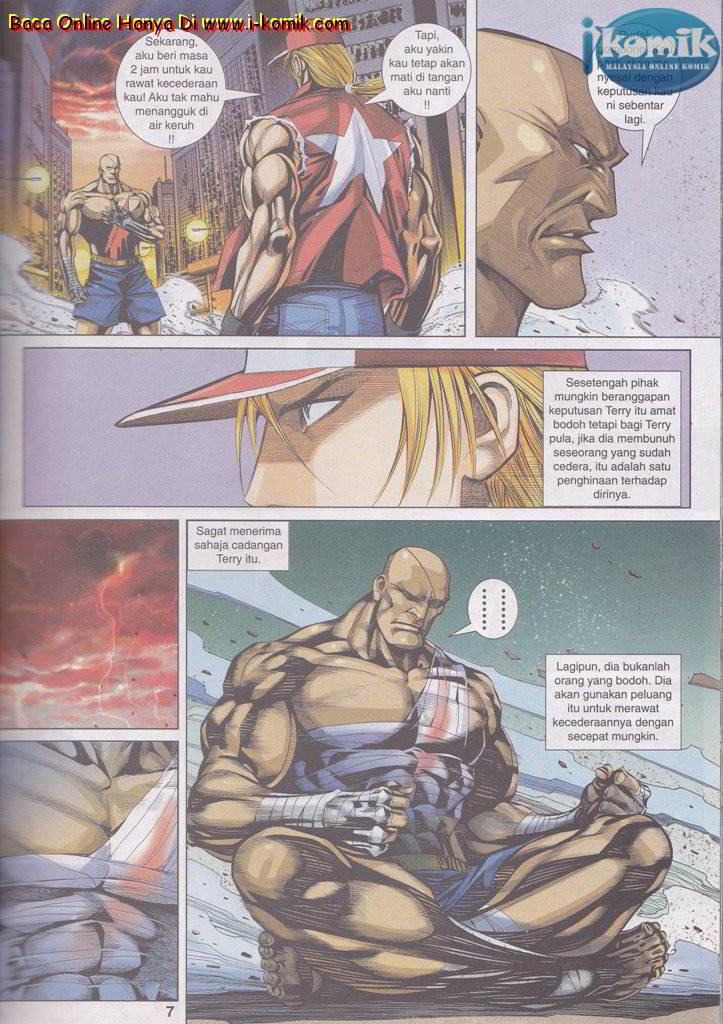 Baca Online Hanya Di www.i-komik.com
Sekarang,
aku beri masa
2 jam untuk kau
rawat kecederaan
kau! Aku tak mahu
menangguk di
air keruh
!!
Tapi,
aku yakin
kau tetap akan
mati di tangan
aku nanti
!!
ikomik
MALAYSIA ONLINE KOMIK
nyesal dengan
keputusan kau
ni sebentar
lagi.
Sesetengah pihak
mungkin beranggapan
keputusan Terry itu amat
bodoh tetapi bagi Terry
pula, jika dia membunuh
seseorang yang sudah
cedera, itu adalah satu
penghinaan terhadap
dirinya.
Sagat menerima
sahaja cadangan
Terry itu.
Lagipun, dia bukanlah
orang yang bodoh. Dia
akan gunakan peluang
itu untuk merawat
kecederaannya dengan
secepat mungkin.
7